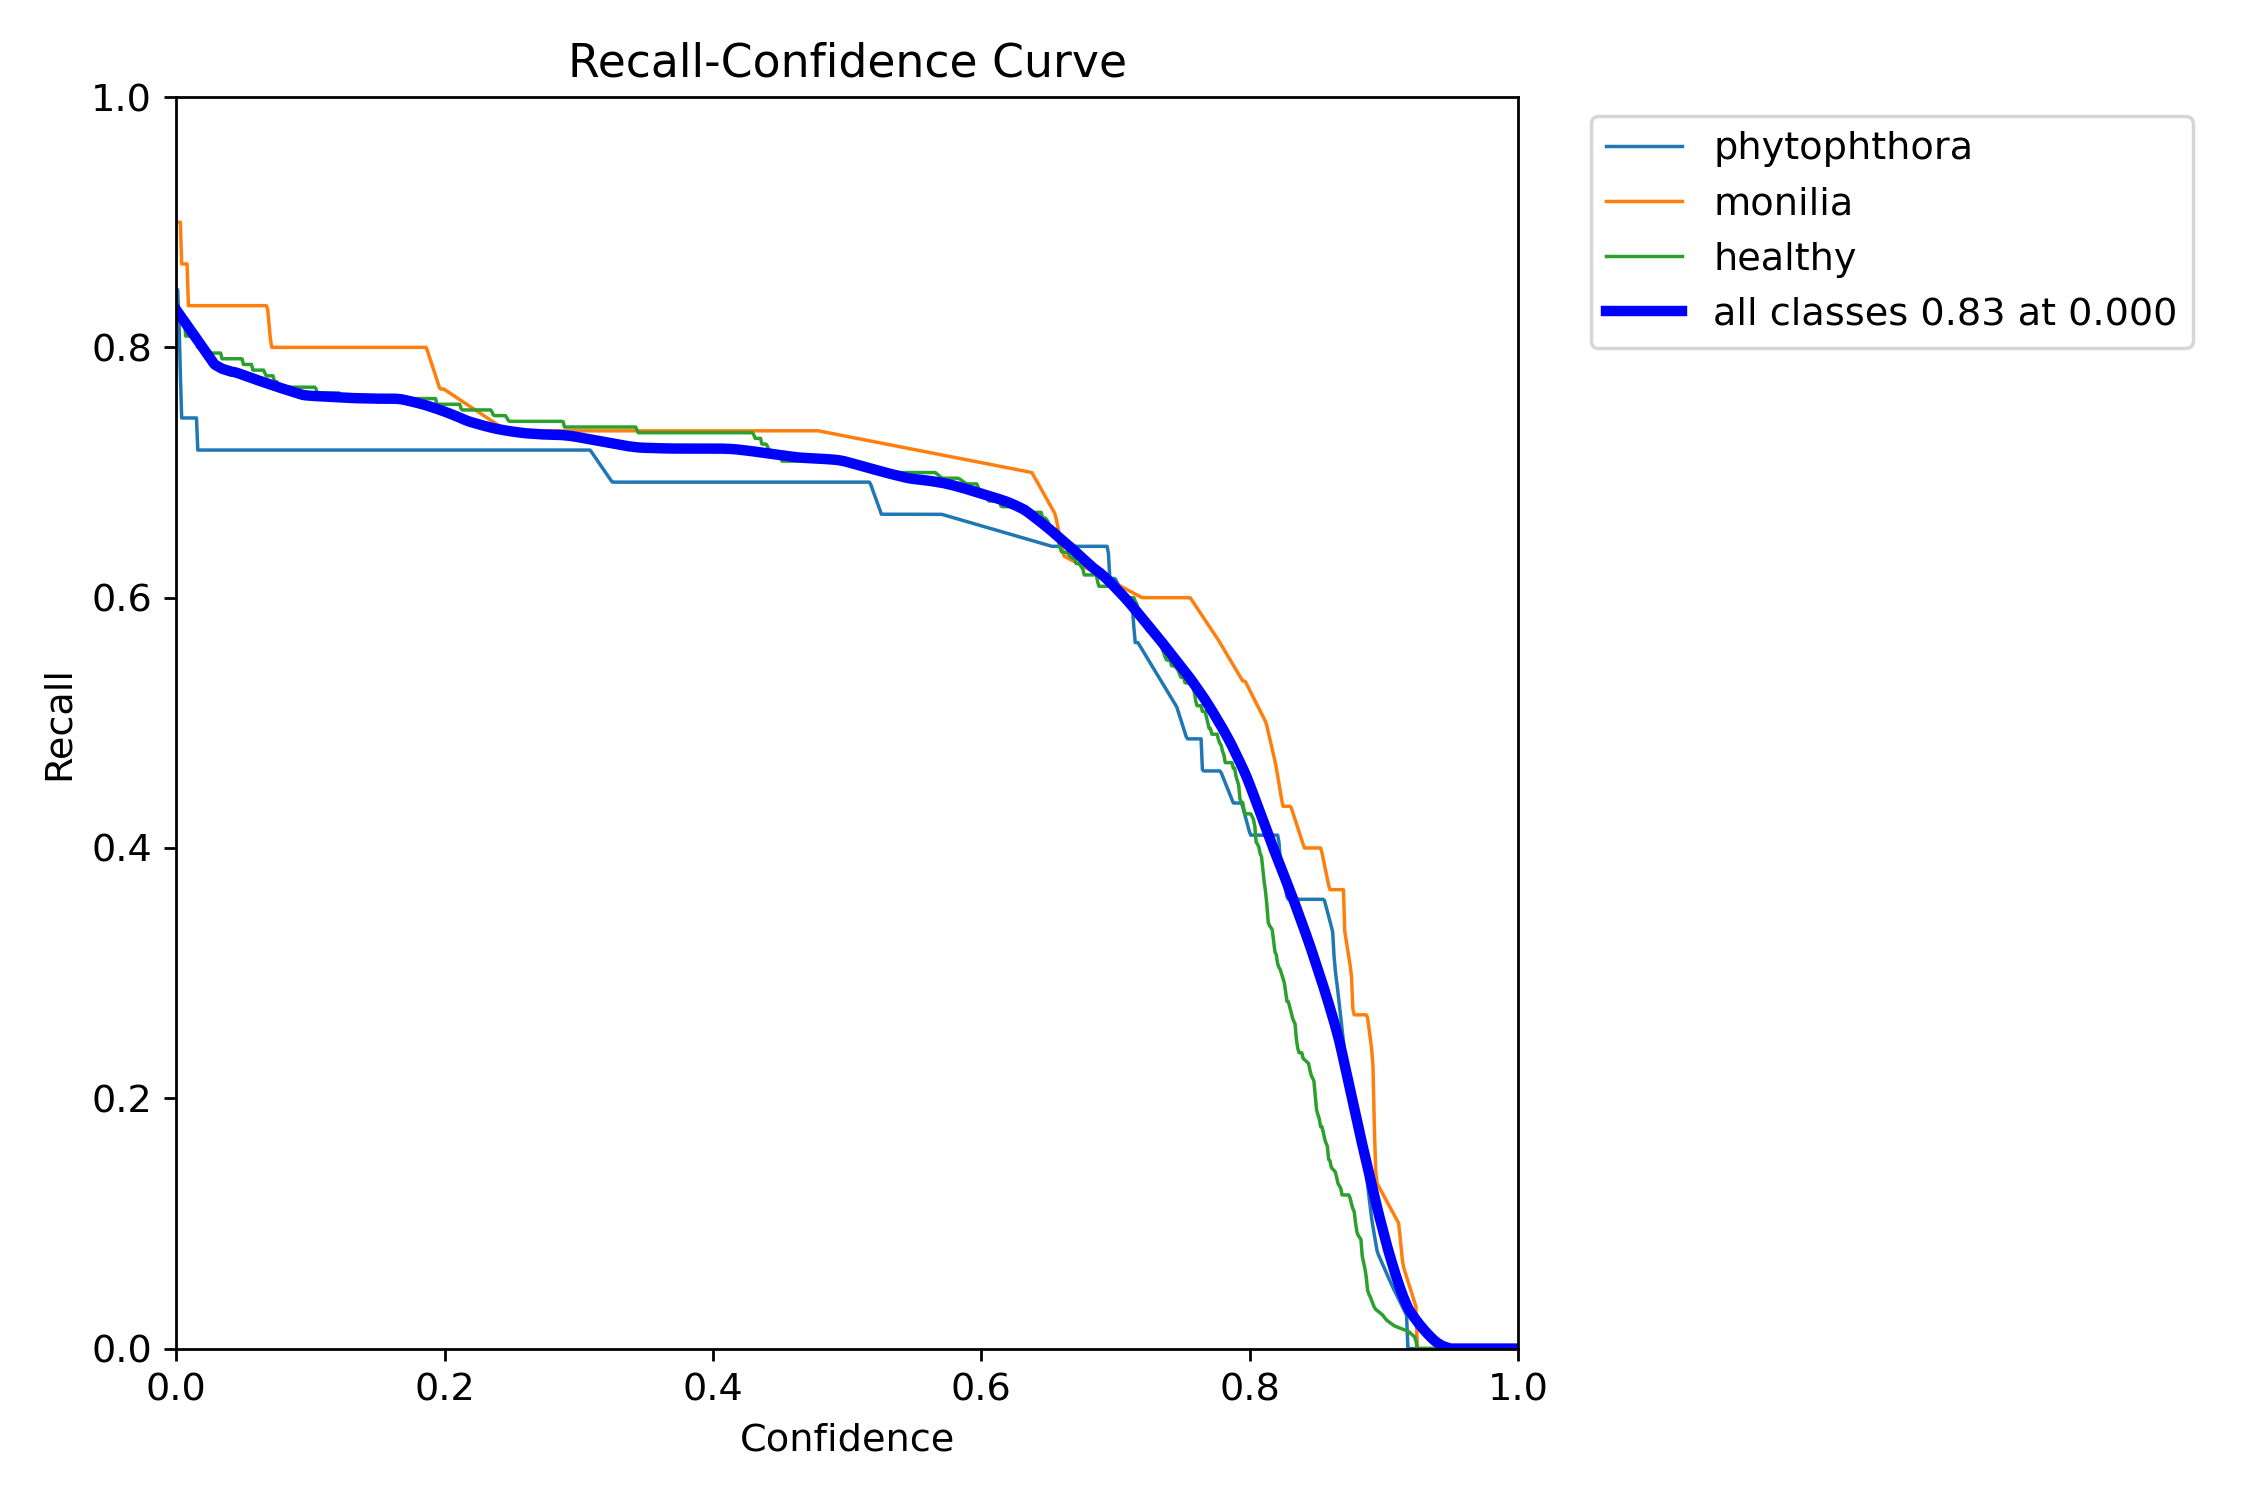 Recall-Confidence Curve
1.0
0.8
0.6
0.4
0.2
0.0
Recall
0.0 0.2 0.4 0.6 0.8 1.0
Confidence
phytophthora
monilia
healthy
all classes 0.83 at 0.000